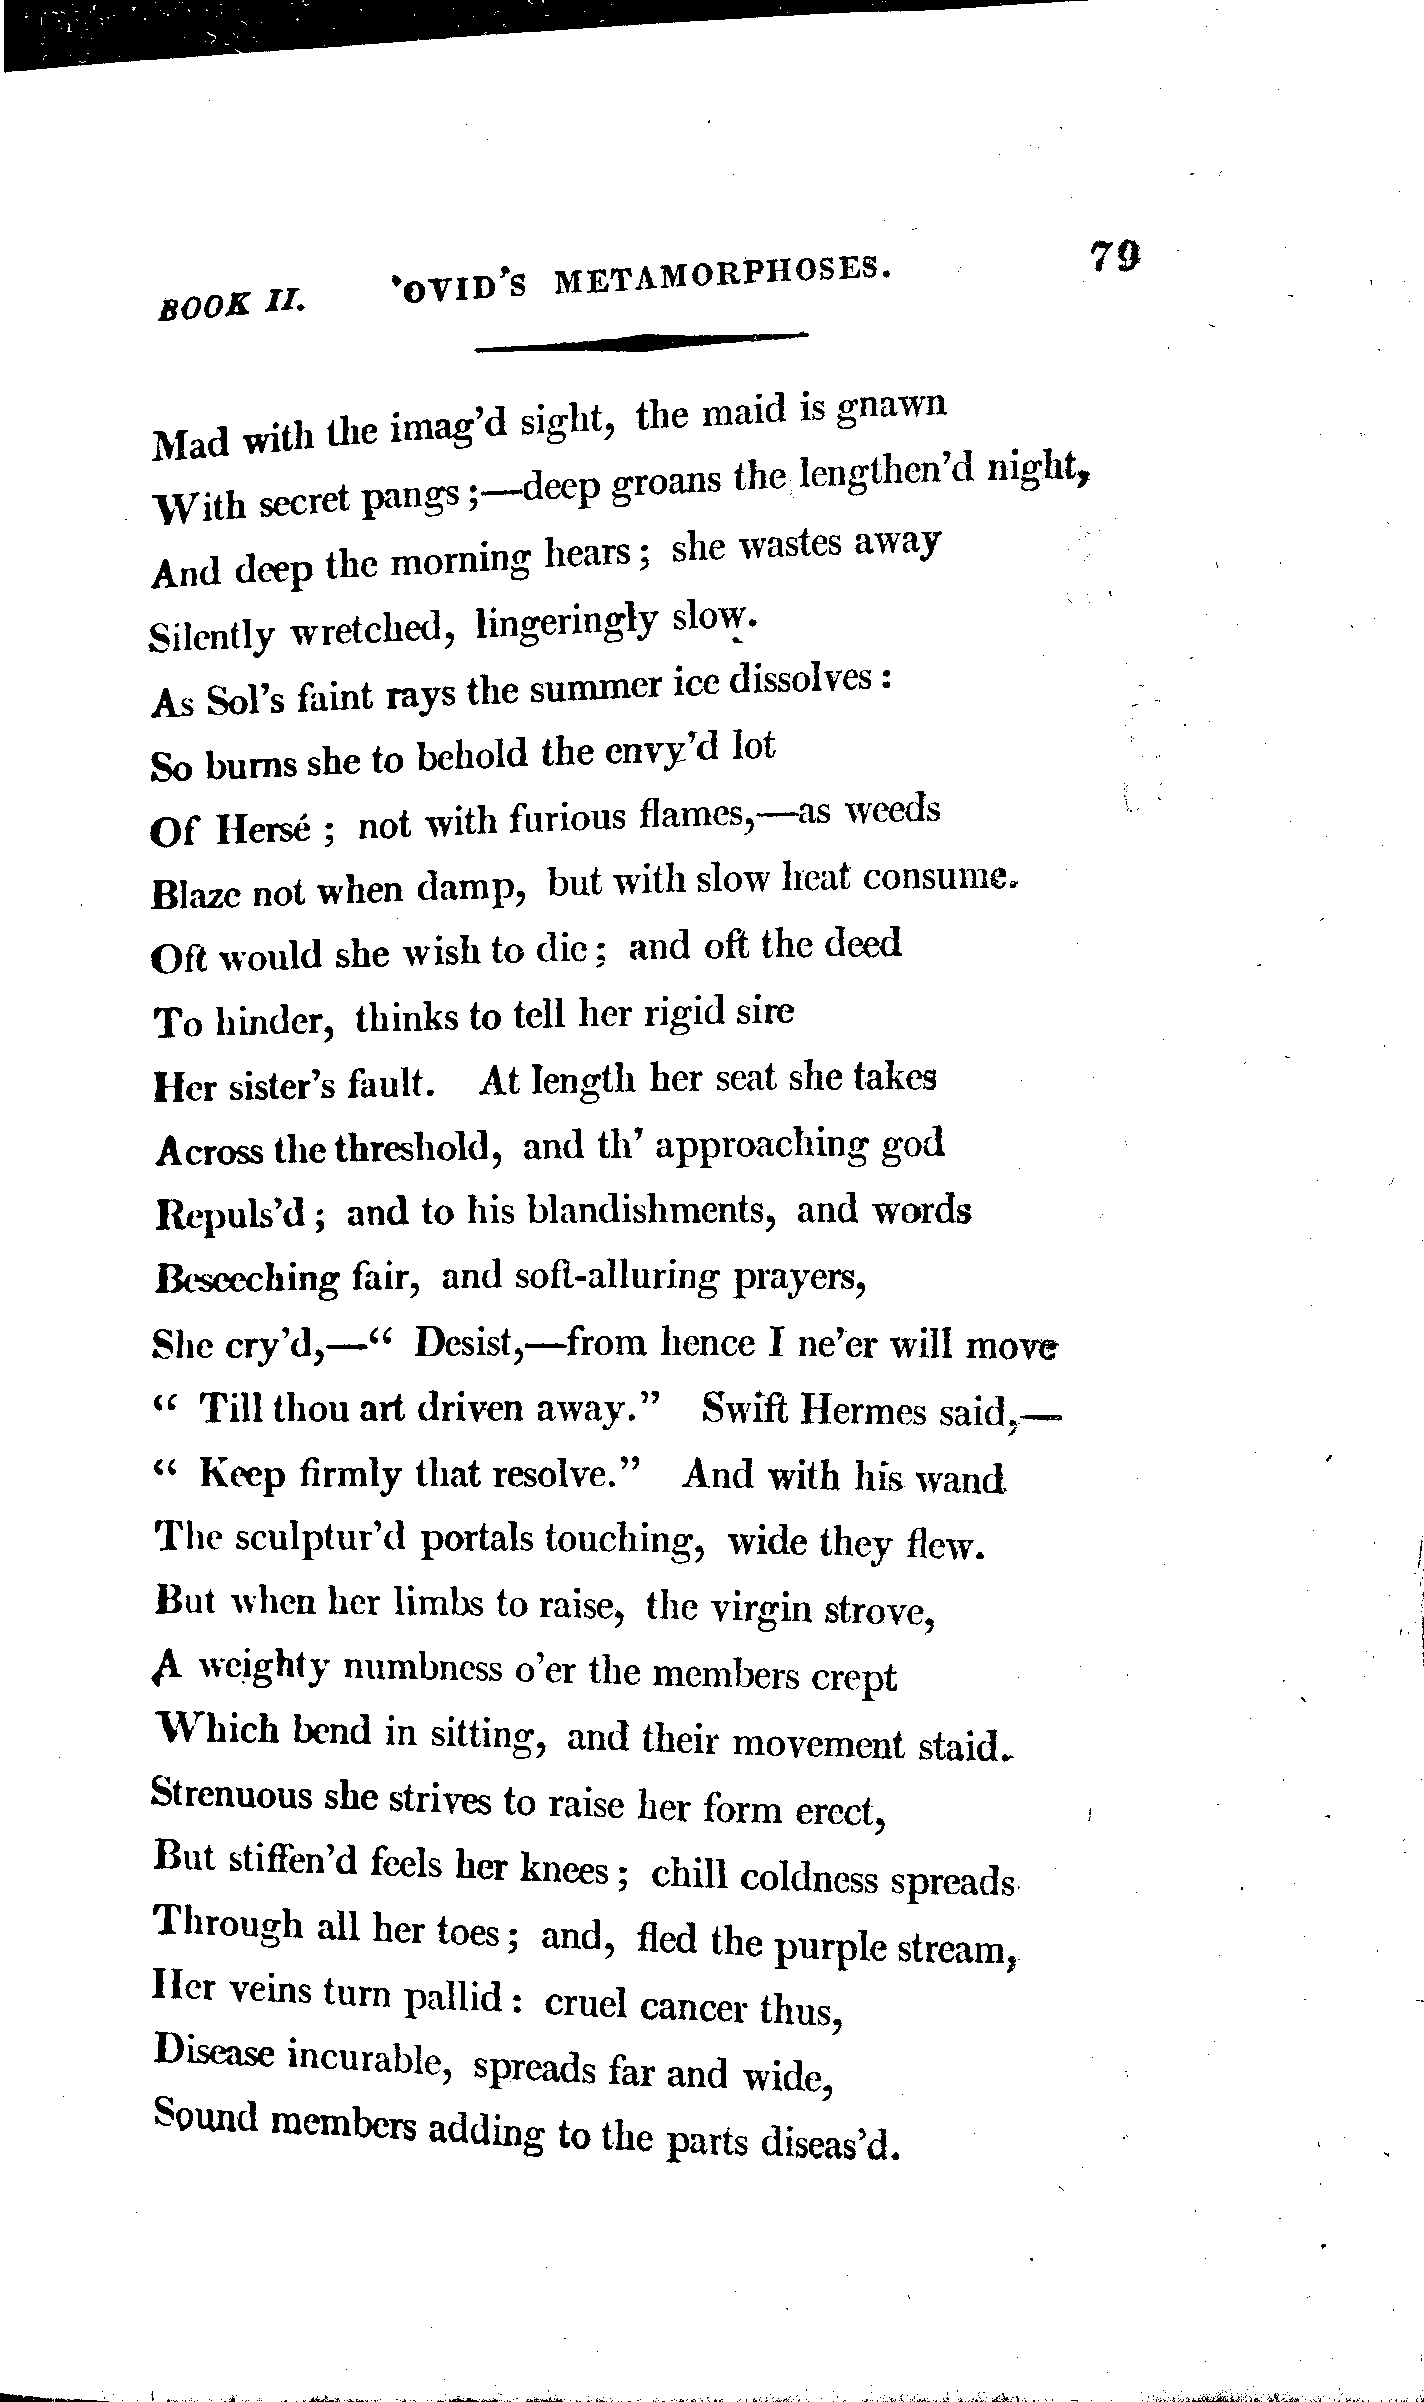 BOOK II. 'OVID'S METAMORPHOSES. 79
Mad with the imag'd sight, the maid is gnawn
With secret pangs;—deep groans the lengthen'd night,
And deep the morning hears; she wastes away
Silently wretched, lingeringly slow.
As Sol's faint rays the summer ice dissolves:
So burns she to behold the envy'd lot
Of Hersé; not with furious flames,—as weeds
Blaze not when damp, but with slow heat consume.
Oft would she wish to die; and oft the deed
To hinder, thinks to tell her rigid sire
Her sister's fault. At length her seat she takes
Across the threshold, and th' approaching god
Repuls'd; and to his blandishments, and words
Beseeching fair, and soft-alluring prayers,
She cry'd,—“ Desist,—from hence I ne'er will move
“ Till thou art driven away.” Swift Hermes said,—
“ Keep firmly that resolve.” And with his wand
The sculptur'd portals touching, wide they flew.
But when her limbs to raise, the virgin strove,
A weighty numbness o'er the members crept
Which bend in sitting, and their movement staid.
Strenuous she strives to raise her form erect,
But stiffen'd feels her knees; chill coldness spreads
Through all her toes; and, fled the purple stream,
Her veins turn pallid: cruel cancer thus,
Disease incurable, spreads far and wide,
Sound members adding to the parts diseas'd.